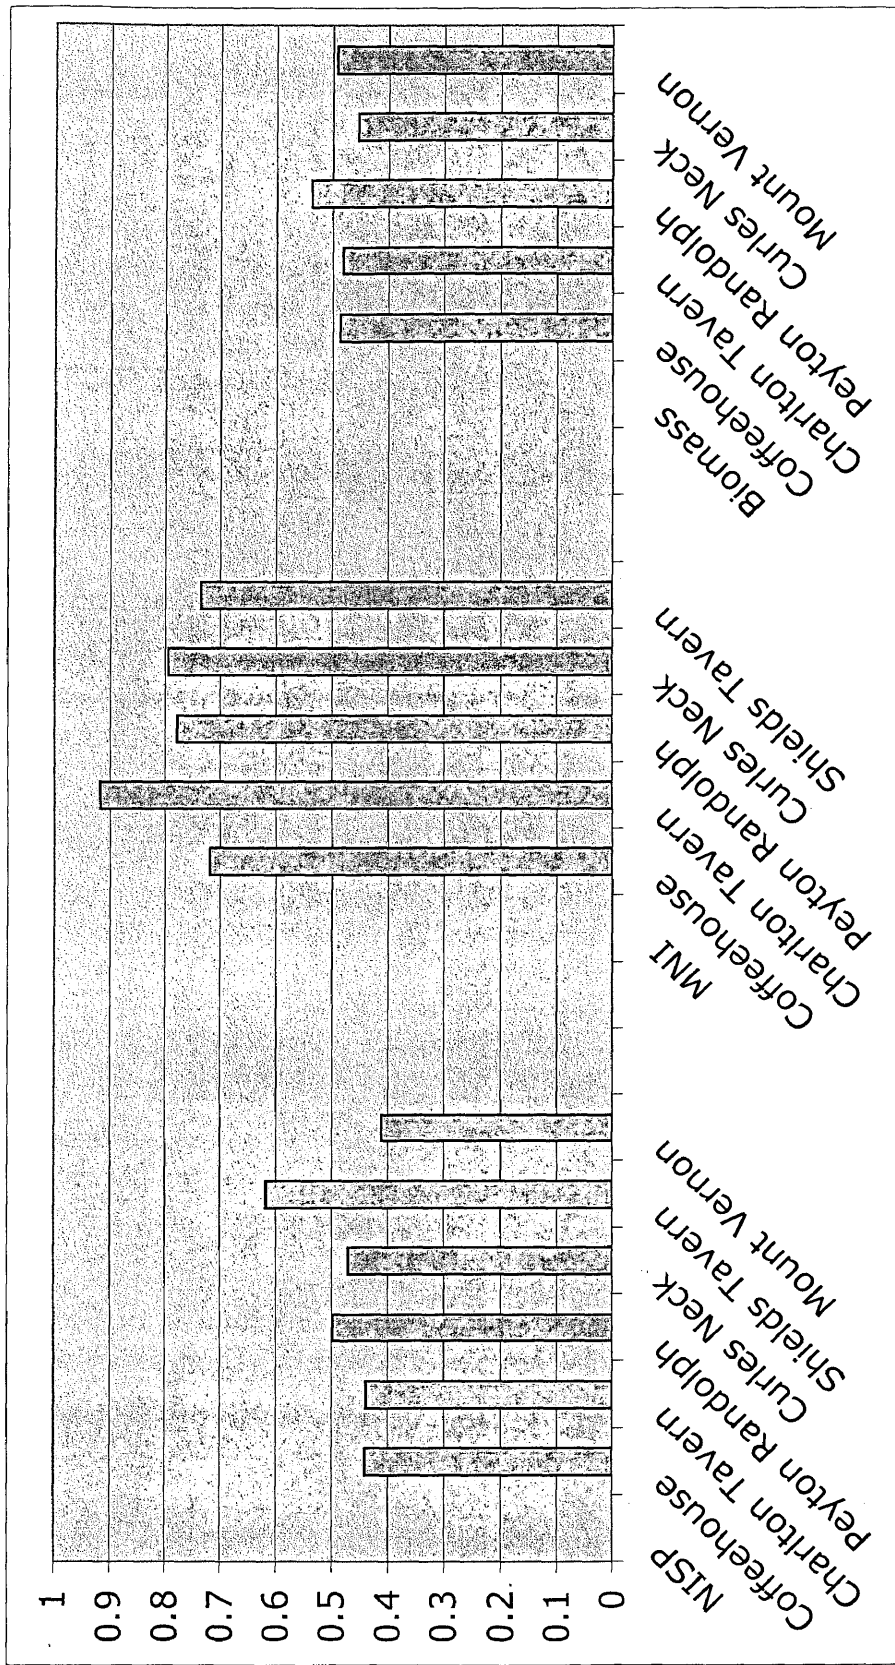 1
0.9
0.8
0.7
0.6
0.5
0.4
0.3
0.2
0.1
0
NISP
Coffeehouse
Charlton Tavern
Peyton Randolph
Curles Neck
Shields Tavern
Mount Vernon
MNI
Coffeehouse
Charlton Tavern
Peyton Randolph
Curles Neck
Shields Tavern
Biomass
Coffeehouse
Charlton Tavern
Peyton Randolph
Curles Neck
Mount Vernon